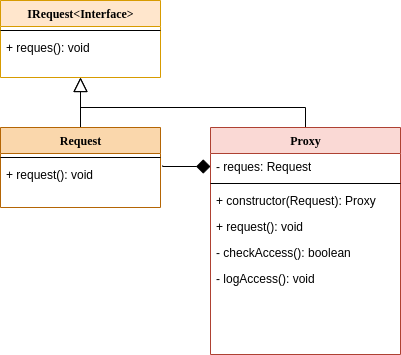 IRequest<Interface>
+ reques(): void
Request
+ request(): void
Proxy
- reques: Request
+ constructor(Request): Proxy
+ request(): void
- checkAccess(): boolean
- logAccess(): void